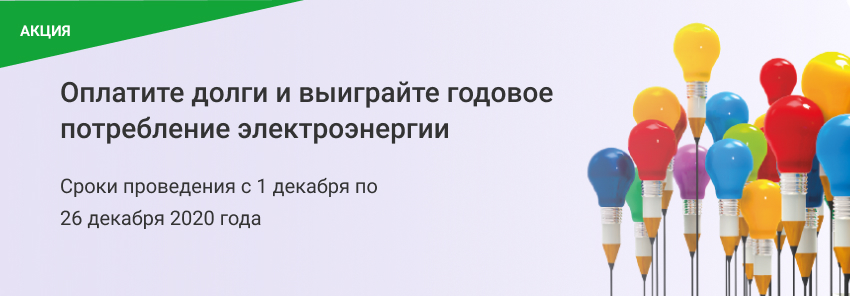 АКЦИЯ
Оплатите долги и выиграйте годовое
потребление электроэнергии
Сроки проведения с 1 декабря по
26 декабря 2020 года